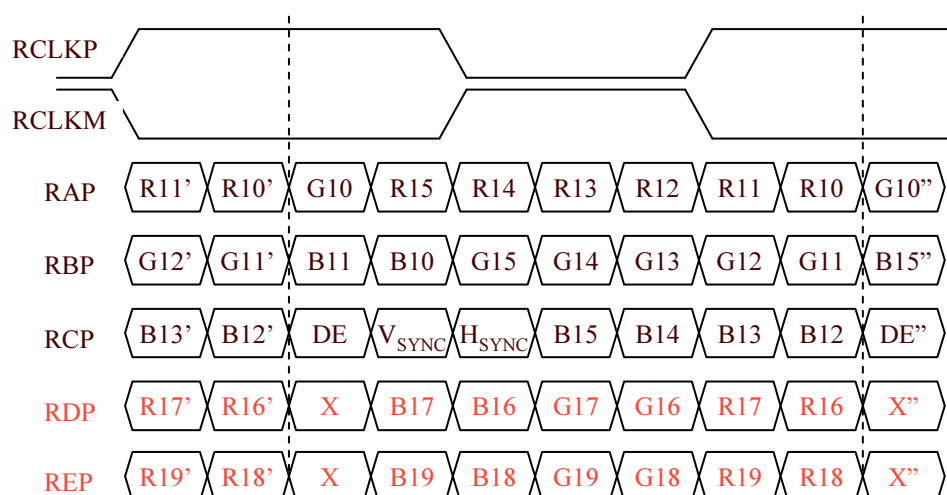 RCLKP
RCLKM
RAP R11’ R10’ G10 R15 R14 R13 R12 R11 R10 G10”
RBP G12’ G11’ B11 B10 G15 G14 G13 G12 G11 B15”
RCP B13’ B12’ DE VSYNC HSYNC B15 B14 B13 B12 DE”
RDP R17’ R16’ X B17 B16 G17 G16 R17 R16 X”
REP R19’ R18’ X B19 B18 G19 G18 R19 R18 X”